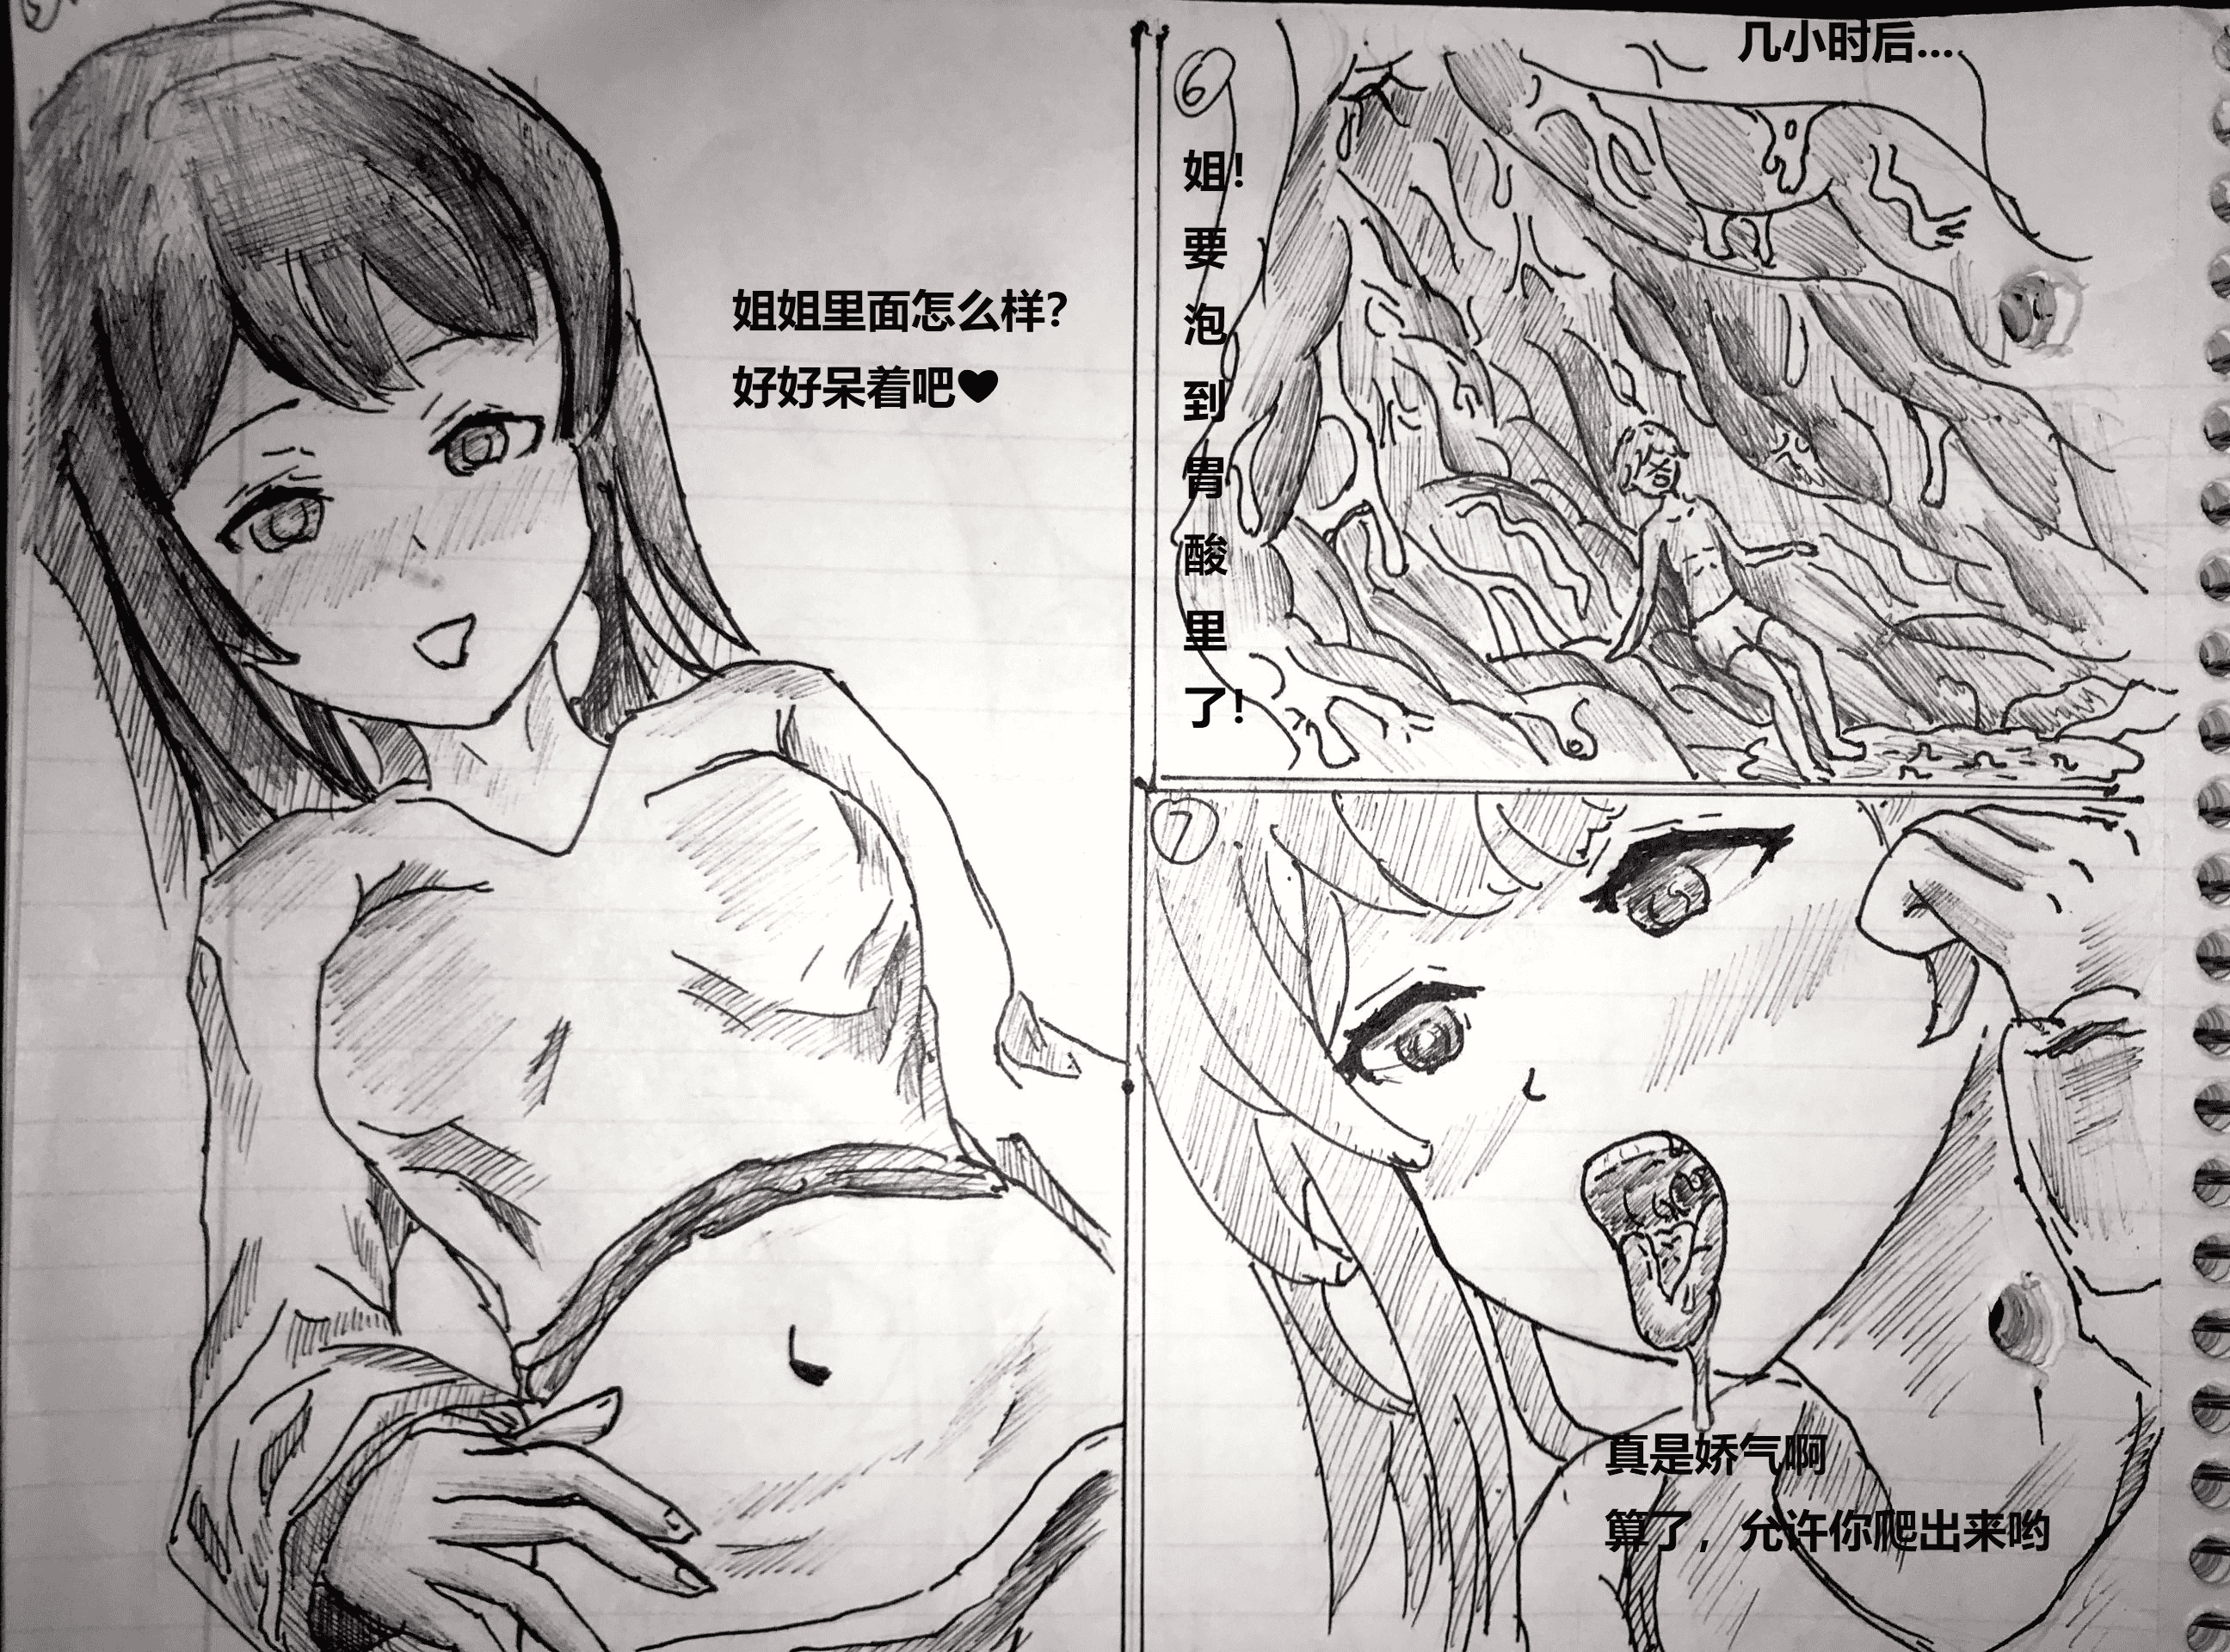 5
姐姐里面怎么样？
好好呆着吧♥
6
几小时后....
姐！要泡到胃酸里了！
7
真是娇气啊
算了，允许你爬出来哟